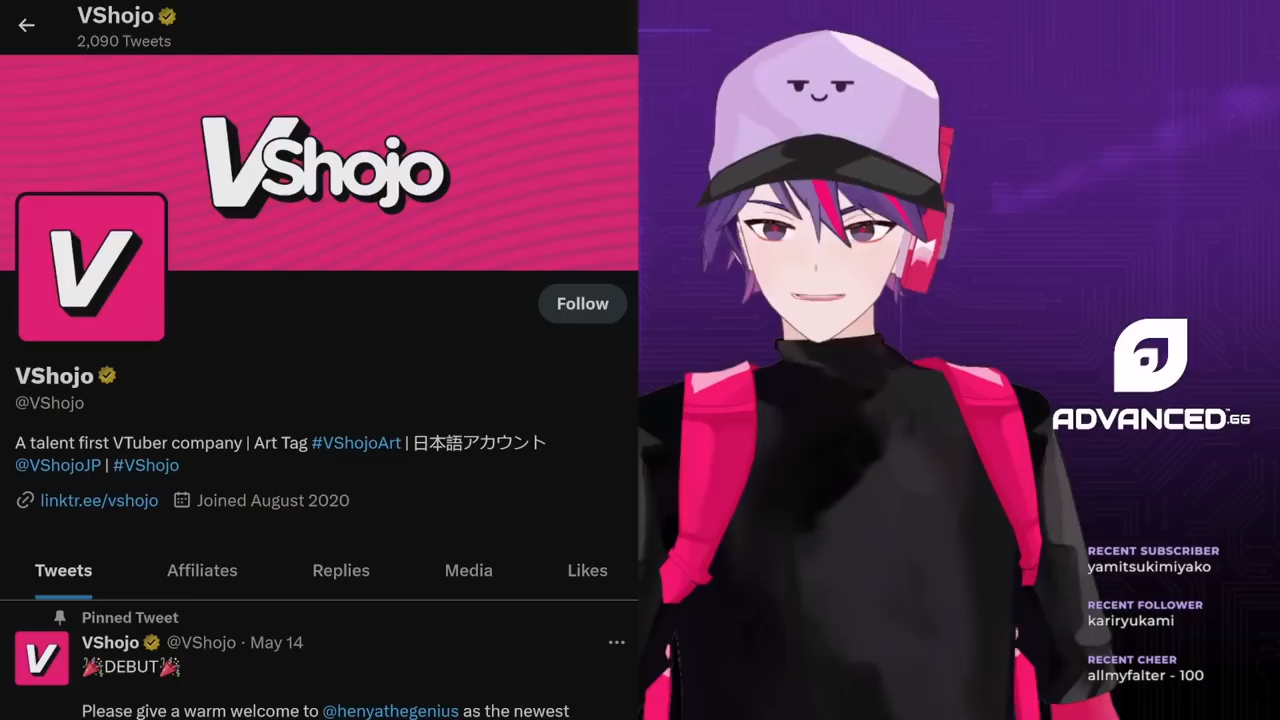 VShojo
2,090 Tweets
VShojo
V
Follow
VShojo
@VShojo
A talent first VTuber company | Art Tag #VShojoArt | 日本語アカウント
@VShojoJP | #VShojo
linktr.ee/vshojo Joined August 2020
Tweets Affiliates Replies Media Likes
Pinned Tweet
V
VShojo @VShojo · May 14 ...
🎉DEBUT🎉
Please give a warm welcome to @henyathegenius as the newest
ADVANCED™.GG
RECENT SUBSCRIBER
yamitsukimiyako
RECENT FOLLOWER
kariryukami
RECENT CHEER
allmyfalter - 100